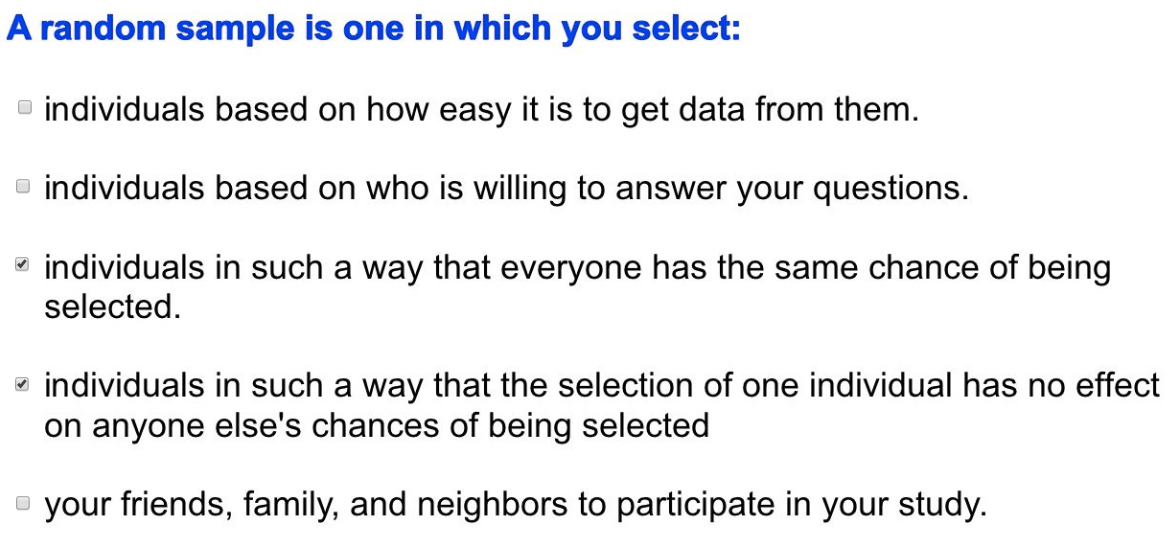 A random sample is one in which you select:
individuals based on how easy it is to get data from them.
individuals based on who is willing to answer your questions.
individuals in such a way that everyone has the same chance of being
selected.
individuals in such a way that the selection of one individual has no effect
on anyone else's chances of being selected
your friends, family, and neighbors to participate in your study.